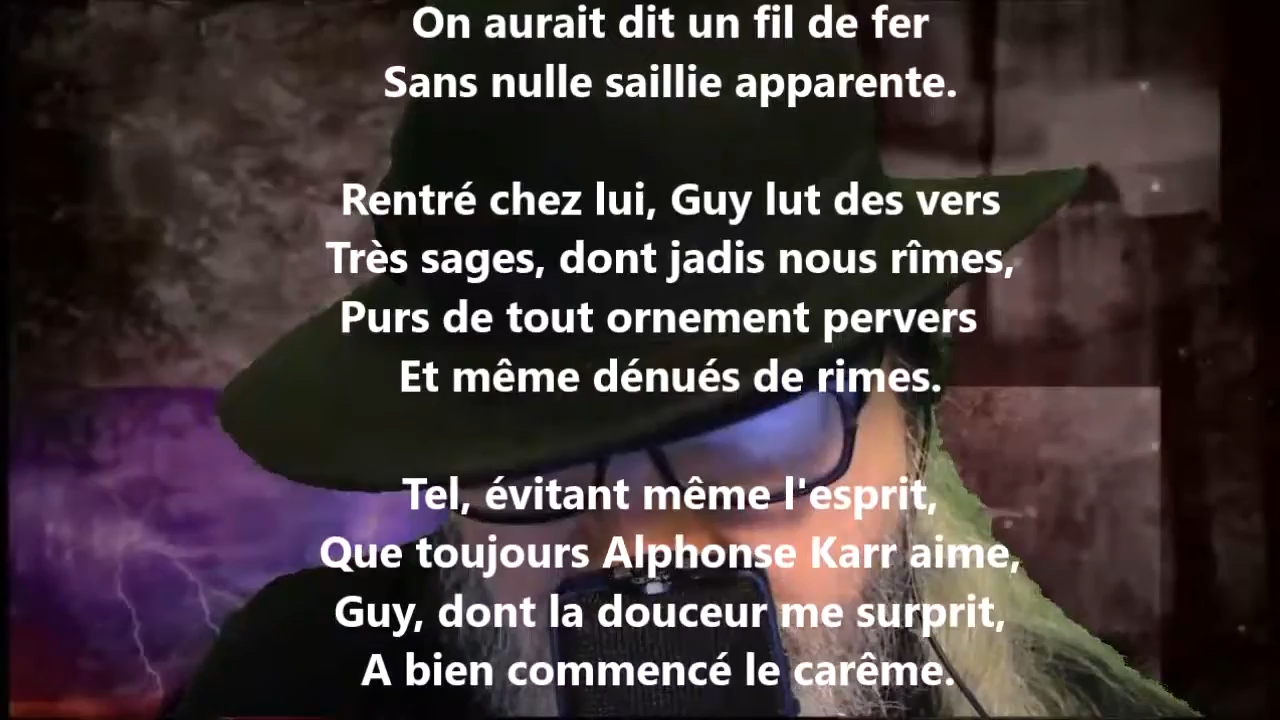 On aurait dit un fil de fer
Sans nulle saillie apparente.
Rentré chez lui, Guy lut des vers
Très sages, dont jadis nous rîmes,
Purs de tout ornement pervers
Et même dénués de rimes.
Tel, évitant même l'esprit,
Que toujours Alphonse Karr aime,
Guy, dont la douceur me surprit,
A bien commencé le carême.